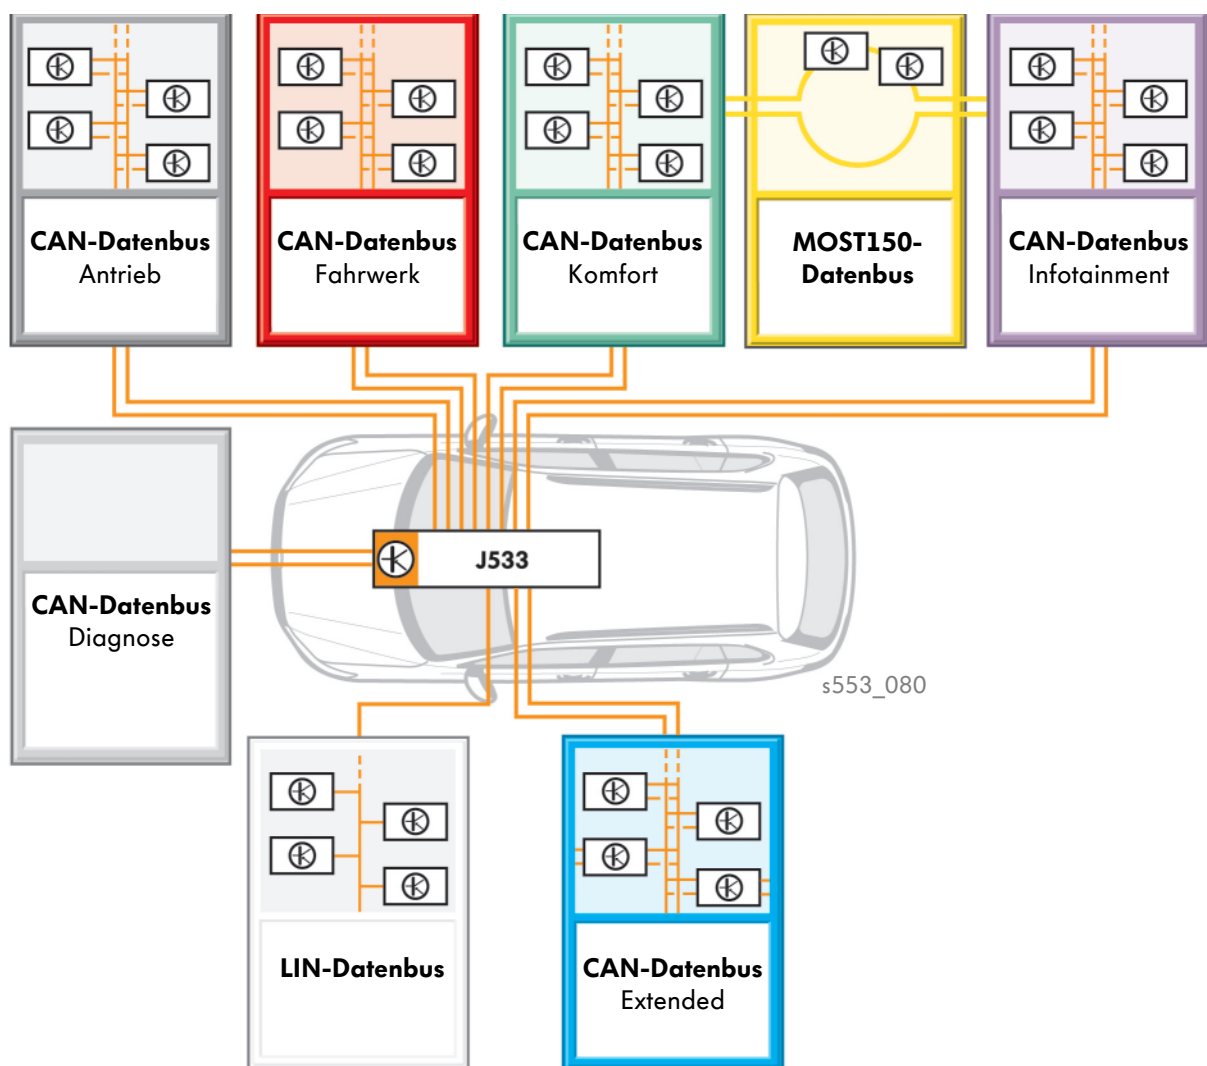 CAN-Datenbus
Antrieb
CAN-Datenbus
Fahrwerk
CAN-Datenbus
Komfort
MOST150-
Datenbus
CAN-Datenbus
Infotainment
CAN-Datenbus
Diagnose
J533
s553_080
LIN-Datenbus
CAN-Datenbus
Extended